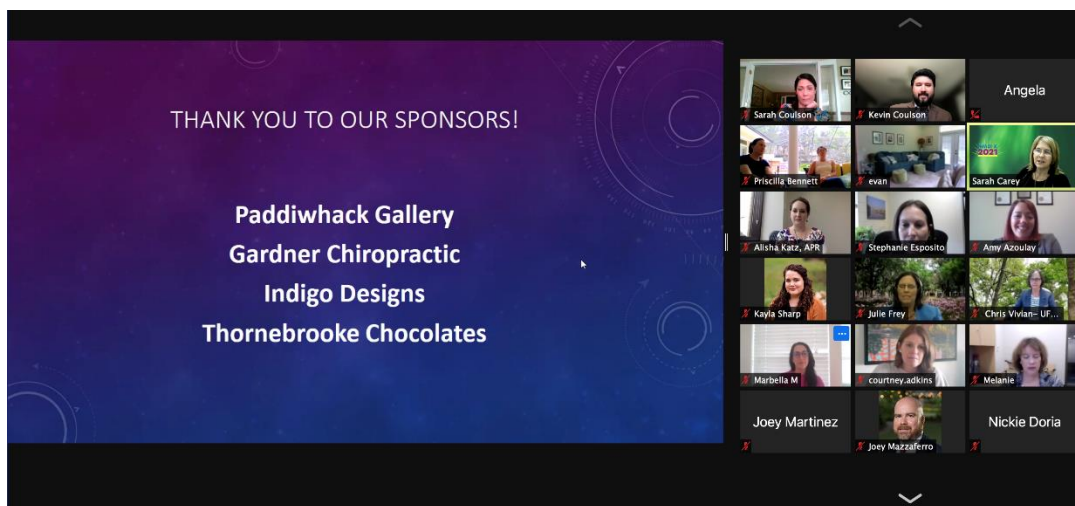 THANK YOU TO OUR SPONSORS!
Paddiwhack Gallery
Gardner Chiropractic
Indigo Designs
Thornebrooke Chocolates
Sarah Coulson
Kevin Coulson
Angela
Priscilla Bennett
evan
2021
Sarah Carey
Alisha Katz, APR
Stephanie Esposito
Amy Azoulay
Kayla Sharp
Julie Frey
Chris Vivian- UF...
Marbella M
courtney.adkins
Melanie
Joey Martinez
Joey Mazzaferro
Nickie Doria